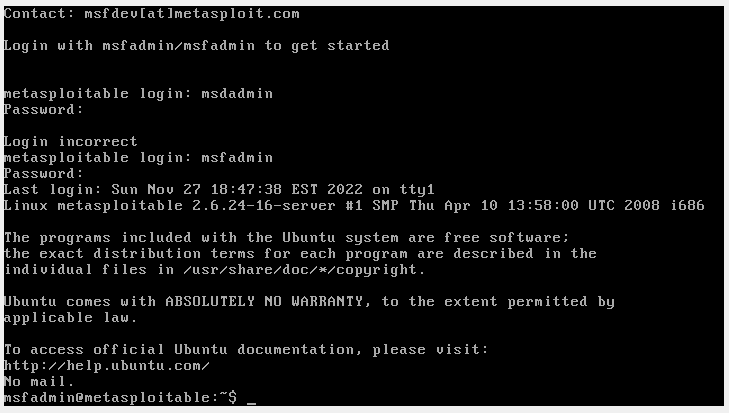 Contact: msfdev[at]metasploit.com
Login with msfadmin/msfadmin to get started
metasploitable login: msdadmin
Password:
Login incorrect
metasploitable login: msfadmin
Password:
Last login: Sun Nov 27 18:47:38 EST 2022 on tty1
Linux metasploitable 2.6.24-16-server #1 SMP Thu Apr 10 13:58:00 UTC 2008 i686
The programs included with the Ubuntu system are free software;
the exact distribution terms for each program are described in the
individual files in /usr/share/doc/*/copyright.
Ubuntu comes with ABSOLUTELY NO WARRANTY, to the extent permitted by
applicable law.
To access official Ubuntu documentation, please visit:
http://help.ubuntu.com/
No mail.
msfadmin@metasploitable:~$ _